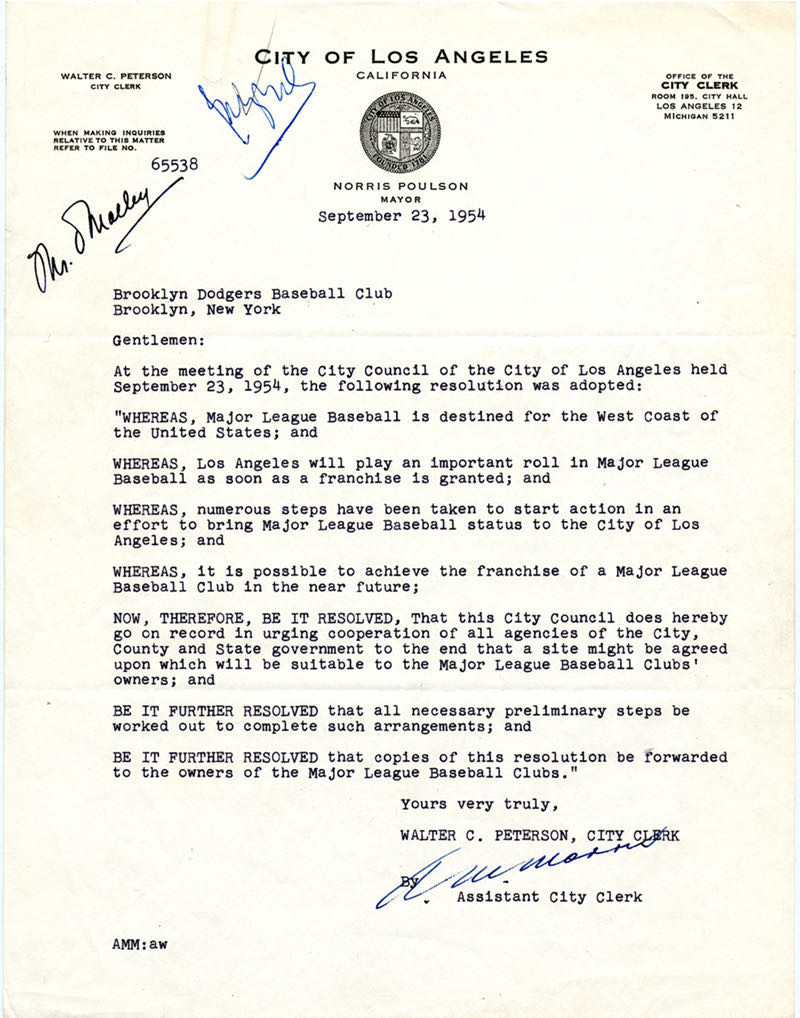 CITY OF LOS ANGELES
CALIFORNIA
WALTER C. PETERSON
CITY CLERK
OFFICE OF THE
CITY CLERK
ROOM 195, CITY HALL
LOS ANGELES 12
MICHIGAN 5211
WHEN MAKING INQUIRIES
RELATIVE TO THIS MATTER
REFER TO FILE NO.
65538
CITY OF LOS ANGELES
FOUNDED 1781
NORRIS POULSON
MAYOR
September 23, 1954
Mr. O'Malley
Brooklyn Dodgers Baseball Club
Brooklyn, New York
Gentlemen:
At the meeting of the City Council of the City of Los Angeles held
September 23, 1954, the following resolution was adopted:
"WHEREAS, Major League Baseball is destined for the West Coast of
the United States; and
WHEREAS, Los Angeles will play an important roll in Major League
Baseball as soon as a franchise is granted; and
WHEREAS, numerous steps have been taken to start action in an
effort to bring Major League Baseball status to the City of Los
Angeles; and
WHEREAS, it is possible to achieve the franchise of a Major League
Baseball Club in the near future;
NOW, THEREFORE, BE IT RESOLVED, That this City Council does hereby
go on record in urging cooperation of all agencies of the City,
County and State government to the end that a site might be agreed
upon which will be suitable to the Major League Baseball Clubs'
owners; and
BE IT FURTHER RESOLVED that all necessary preliminary steps be
worked out to complete such arrangements; and
BE IT FURTHER RESOLVED that copies of this resolution be forwarded
to the owners of the Major League Baseball Clubs."
Yours very truly,
WALTER C. PETERSON, CITY CLERK
By
Assistant City Clerk
AMM:aw